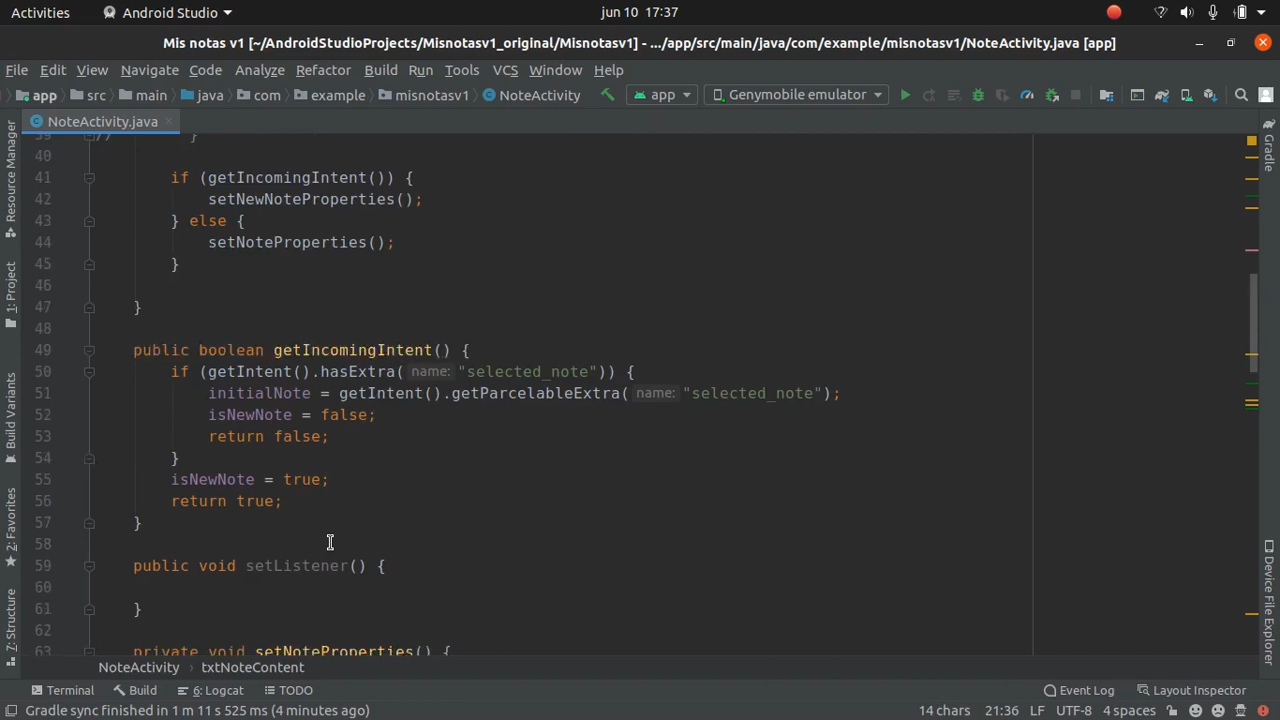 Activities
Android Studio
jun 10 17:37
Mis notas v1 [~/AndroidStudioProjects/Misnotasv1_original/Misnotasv1] - .../app/src/main/java/com/example/misnotasv1/NoteActivity.java [app]
File Edit View Navigate Code Analyze Refactor Build Run Tools VCS Window Help
app src main java com example misnotasv1 NoteActivity app Genymobile emulator
NoteActivity.java
39 // }
40
41 if (getIncomingIntent()) {
42 setNewNoteProperties();
43 } else {
44 setNoteProperties();
45 }
46
47 }
48
49 public boolean getIncomingIntent() {
50 if (getIntent().hasExtra( name: "selected_note")) {
51 initialNote = getIntent().getParcelableExtra( name: "selected_note");
52 isNewNote = false;
53 return false;
54 }
55 isNewNote = true;
56 return true;
57 }
58
59 public void setListener() {
60
61 }
62
63 private void setNoteProperties() {
Resource Manager
1: Project
Build Variants
2: Favorites
7: Structure
Gradle
Device File Explorer
NoteActivity txtNoteContent
Terminal Build 6: Logcat TODO Event Log Layout Inspector
Gradle sync finished in 1 m 11 s 525 ms (4 minutes ago) 14 chars 21:36 LF UTF-8 4 spaces